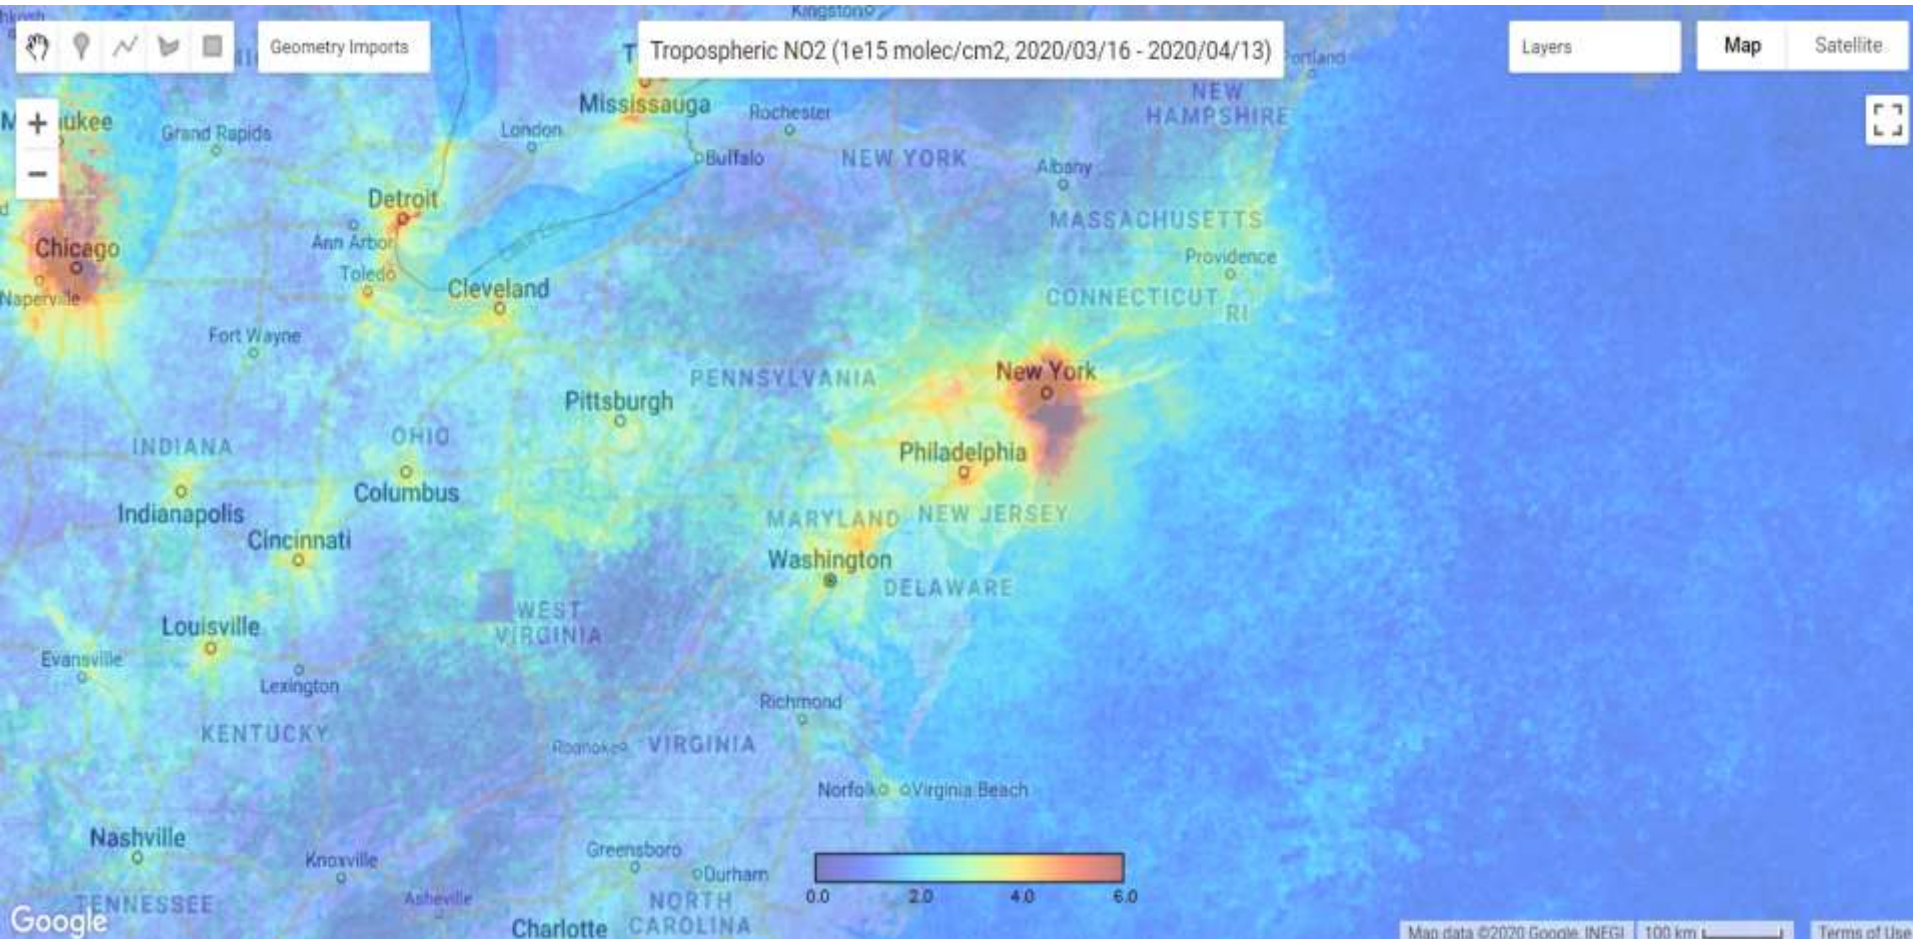 Kingston
Geometry Imports
Tropospheric NO2 (1e15 molec/cm2, 2020/03/16 - 2020/04/13)
Layers
Map
Satellite
NEW
HAMPSHIRE
Mississauga
Rochester
Grand Rapids
London
Buffalo
NEW YORK
Albany
Detroit
MASSACHUSETTS
Ann Arbor
Chicago
Providence
Toledo
Cleveland
Naperville
CONNECTICUT
RI
Fort Wayne
New York
PENNSYLVANIA
Pittsburgh
OHIO
INDIANA
Philadelphia
Columbus
Indianapolis
MARYLAND
NEW JERSEY
Cincinnati
Washington
DELAWARE
WEST
VIRGINIA
Louisville
Evansville
Lexington
Richmond
KENTUCKY
Roanoke
VIRGINIA
Norfolk
Virginia Beach
Nashville
Knoxville
Greensboro
Durham
0.0 2.0 4.0 6.0
TENNESSEE
Asheville
NORTH
CAROLINA
Charlotte
Google
Map data ©2020 Google, INEGI
100 km
Terms of Use